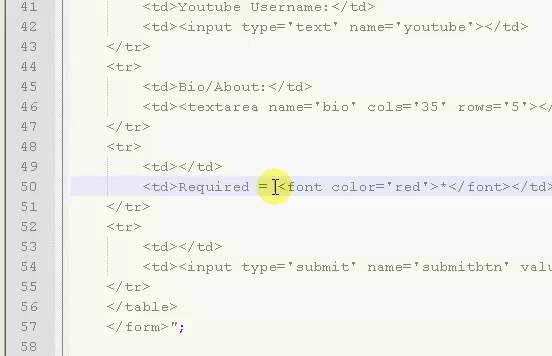 41 <td>Youtube Username:</td>
42 <td><input type='text' name='youtube'></td>
43 </tr>
44 <tr>
45 <td>Bio/About:</td>
46 <td><textarea name='bio' cols='35' rows='5'></
47 </tr>
48 <tr>
49 <td></td>
50 <td>Required = <font color='red'>*</font></td>
51 </tr>
52 <tr>
53 <td></td>
54 <td><input type='submit' name='submitbtn' valu
55 </tr>
56 </table>
57 </form>";
58